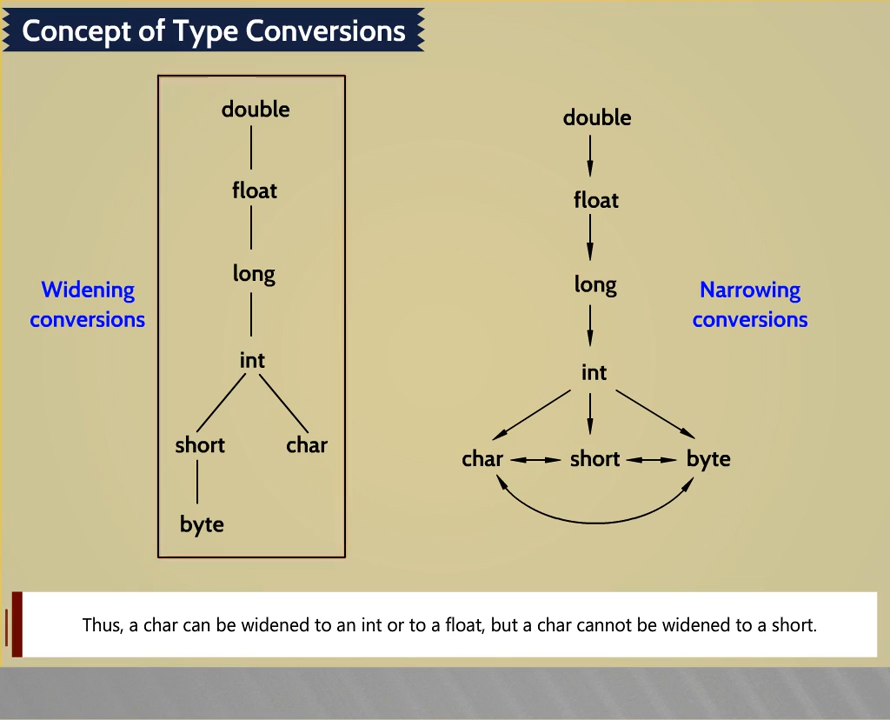 Concept of Type Conversions
double
float
long
int
short
char
byte
Widening
conversions
double
float
long
int
char
short
byte
Narrowing
conversions
Thus, a char can be widened to an int or to a float, but a char cannot be widened to a short.